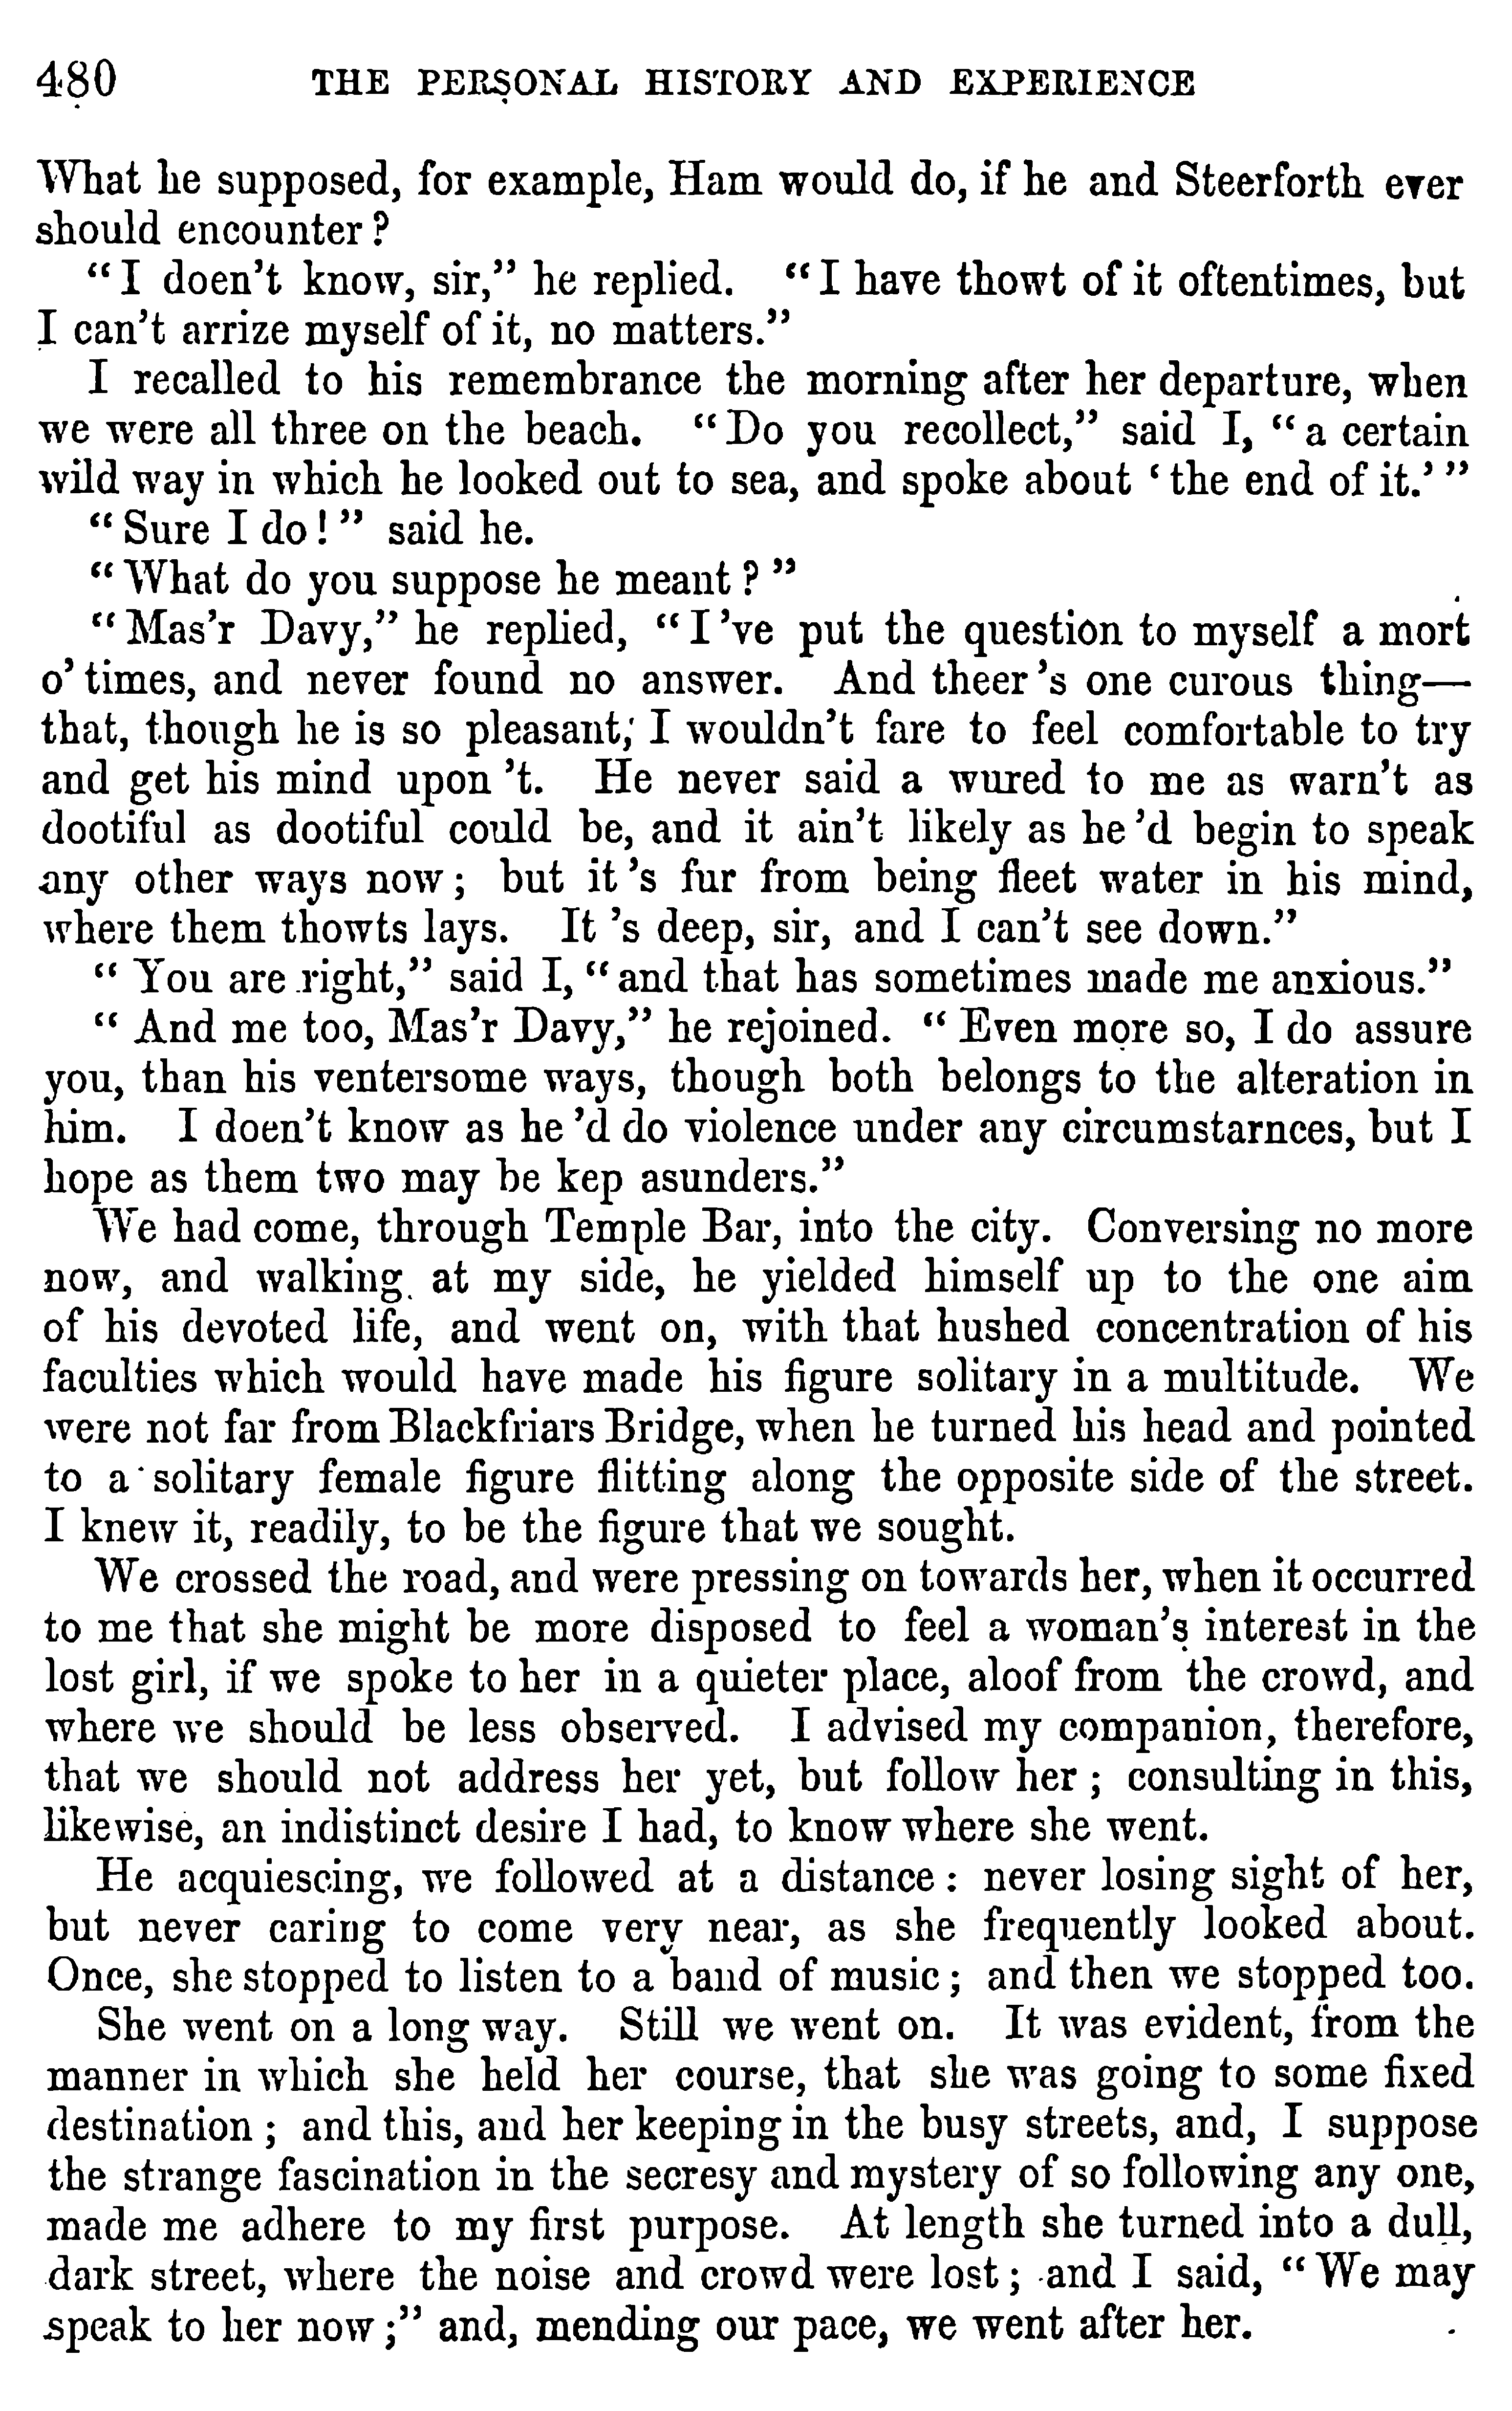 480 THE PERSONAL HISTORY AND EXPERIENCE
What he supposed, for example, Ham would do, if he and Steerforth ever
should encounter?
"I doen't know, sir," he replied. "I have thowt of it oftentimes, but
I can't arrize myself of it, no matters."
I recalled to his remembrance the morning after her departure, when
we were all three on the beach. "Do you recollect," said I, "a certain
wild way in which he looked out to sea, and spoke about 'the end of it.'"
"Sure I do!" said he.
"What do you suppose he meant?"
"Mas'r Davy," he replied, "I've put the question to myself a mort
o' times, and never found no answer. And theer's one curous thing—
that, though he is so pleasant, I wouldn't fare to feel comfortable to try
and get his mind upon 't. He never said a wured to me as warn't as
dootiful as dootiful could be, and it ain't likely as he'd begin to speak
any other ways now; but it's fur from being fleet water in his mind,
where them thowts lays. It's deep, sir, and I can't see down."
"You are right," said I, "and that has sometimes made me anxious."
"And me too, Mas'r Davy," he rejoined. "Even more so, I do assure
you, than his ventersome ways, though both belongs to the alteration in
him. I doen't know as he'd do violence under any circumstarnces, but I
hope as them two may be kep asunders."
We had come, through Temple Bar, into the city. Conversing no more
now, and walking at my side, he yielded himself up to the one aim
of his devoted life, and went on, with that hushed concentration of his
faculties which would have made his figure solitary in a multitude. We
were not far from Blackfriars Bridge, when he turned his head and pointed
to a solitary female figure flitting along the opposite side of the street.
I knew it, readily, to be the figure that we sought.
We crossed the road, and were pressing on towards her, when it occurred
to me that she might be more disposed to feel a woman's interest in the
lost girl, if we spoke to her in a quieter place, aloof from the crowd, and
where we should be less observed. I advised my companion, therefore,
that we should not address her yet, but follow her; consulting in this,
likewise, an indistinct desire I had, to know where she went.
He acquiescing, we followed at a distance: never losing sight of her,
but never caring to come very near, as she frequently looked about.
Once, she stopped to listen to a band of music; and then we stopped too.
She went on a long way. Still we went on. It was evident, from the
manner in which she held her course, that she was going to some fixed
destination; and this, and her keeping in the busy streets, and, I suppose
the strange fascination in the secresy and mystery of so following any one,
made me adhere to my first purpose. At length she turned into a dull,
dark street, where the noise and crowd were lost; and I said, "We may
speak to her now;" and, mending our pace, we went after her.